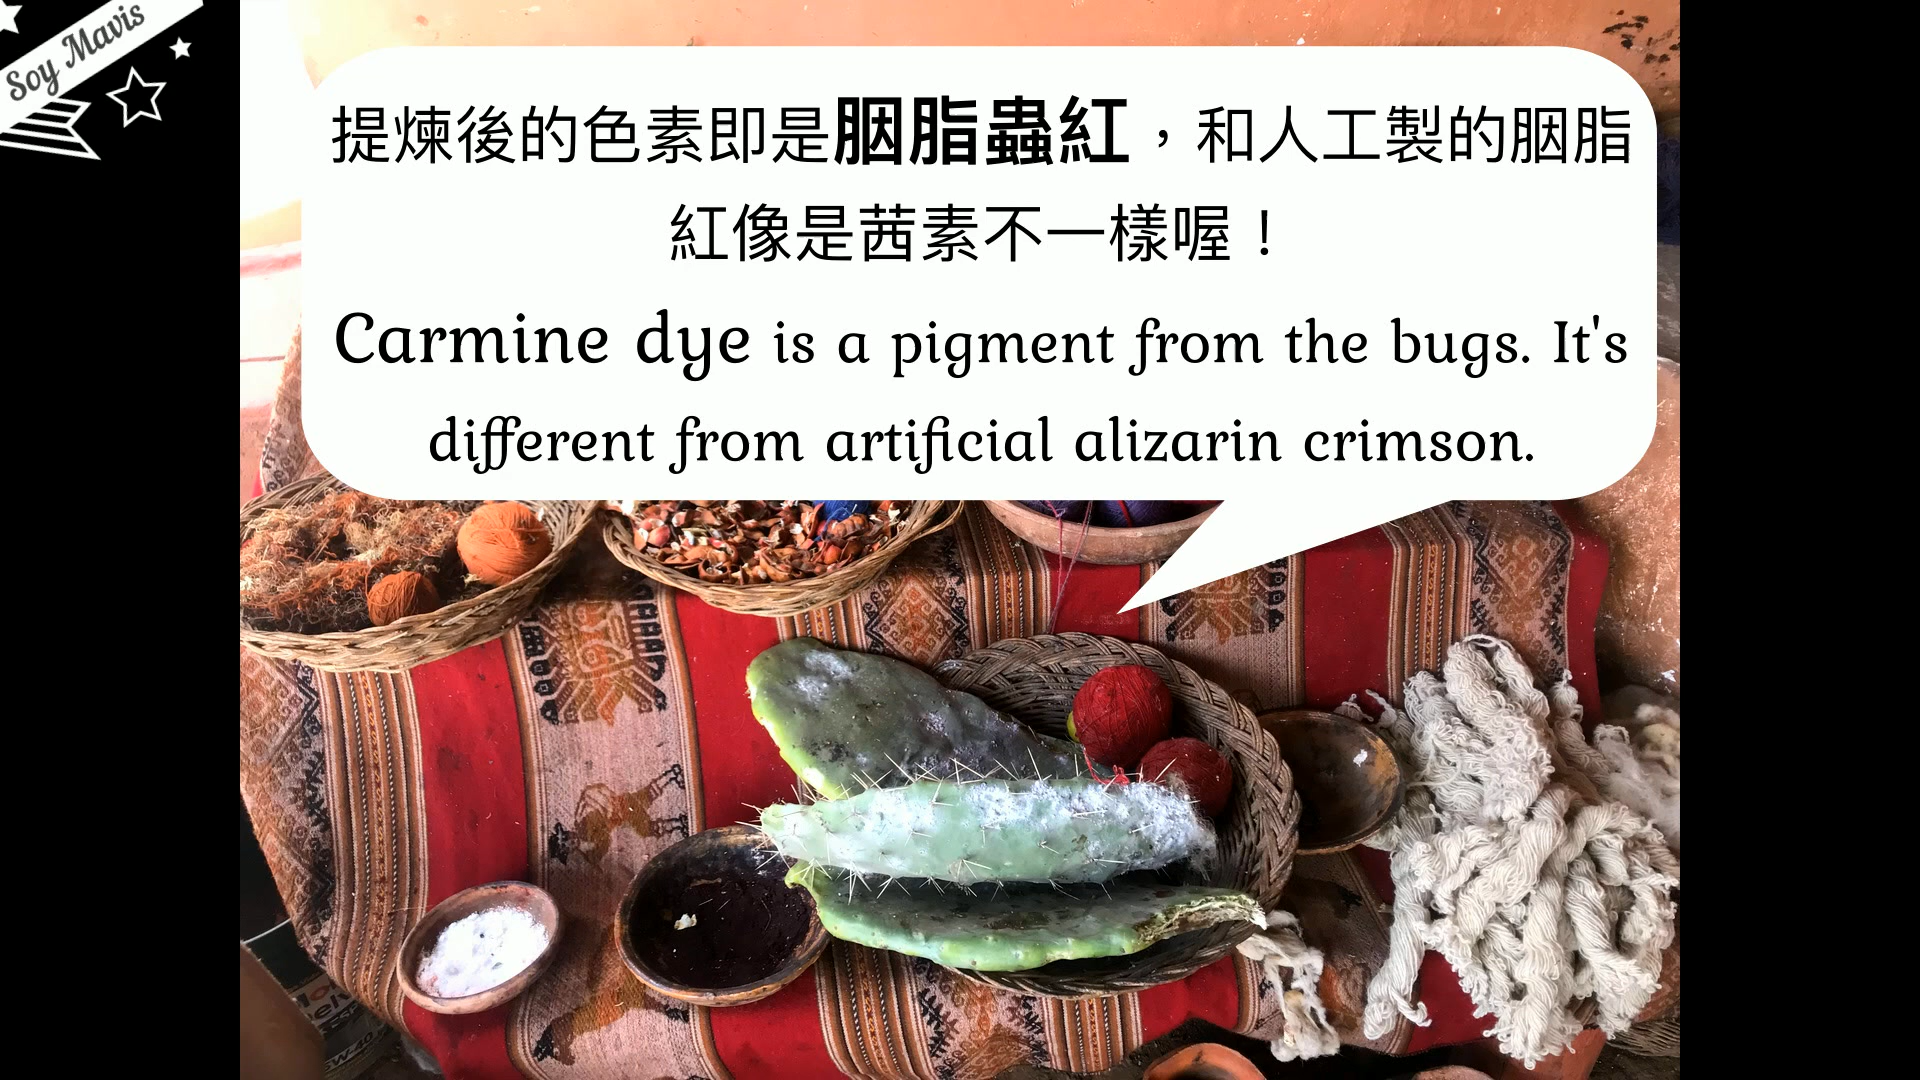 Soy Mavis
提煉後的色素即是胭脂蟲紅，和人工製的胭脂
紅像是茜素不一樣喔！
Carmine dye is a pigment from the bugs. It's
different from artificial alizarin crimson.